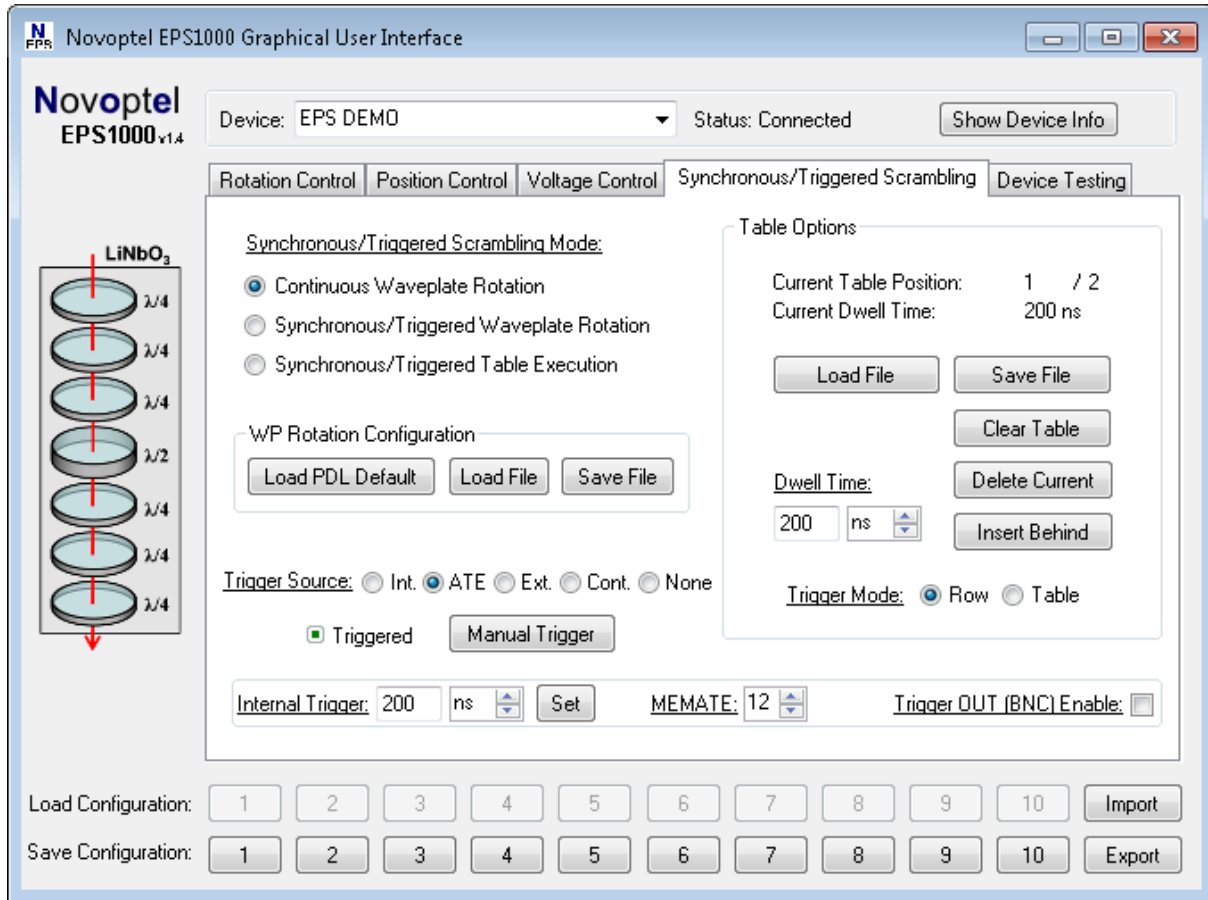 N
EPS
Novoptel EPS1000 Graphical User Interface
Novoptel
EPS1000 v1.4
Device: EPS DEMO Status: Connected Show Device Info
Rotation Control Position Control Voltage Control Synchronous/Triggered Scrambling Device Testing
LiNbO₃
λ/4
λ/4
λ/4
λ/2
λ/4
λ/4
λ/4
Synchronous/Triggered Scrambling Mode:
Continuous Waveplate Rotation
Synchronous/Triggered Waveplate Rotation
Synchronous/Triggered Table Execution
WP Rotation Configuration
Load PDL Default Load File Save File
Trigger Source: Int. ATE Ext. Cont. None
Triggered Manual Trigger
Table Options
Current Table Position: 1 / 2
Current Dwell Time: 200 ns
Load File Save File
Clear Table
Dwell Time: Delete Current
200 ns Insert Behind
Trigger Mode: Row Table
Internal Trigger: 200 ns Set MEMATE: 12 Trigger OUT (BNC) Enable:
Load Configuration: 1 2 3 4 5 6 7 8 9 10 Import
Save Configuration: 1 2 3 4 5 6 7 8 9 10 Export